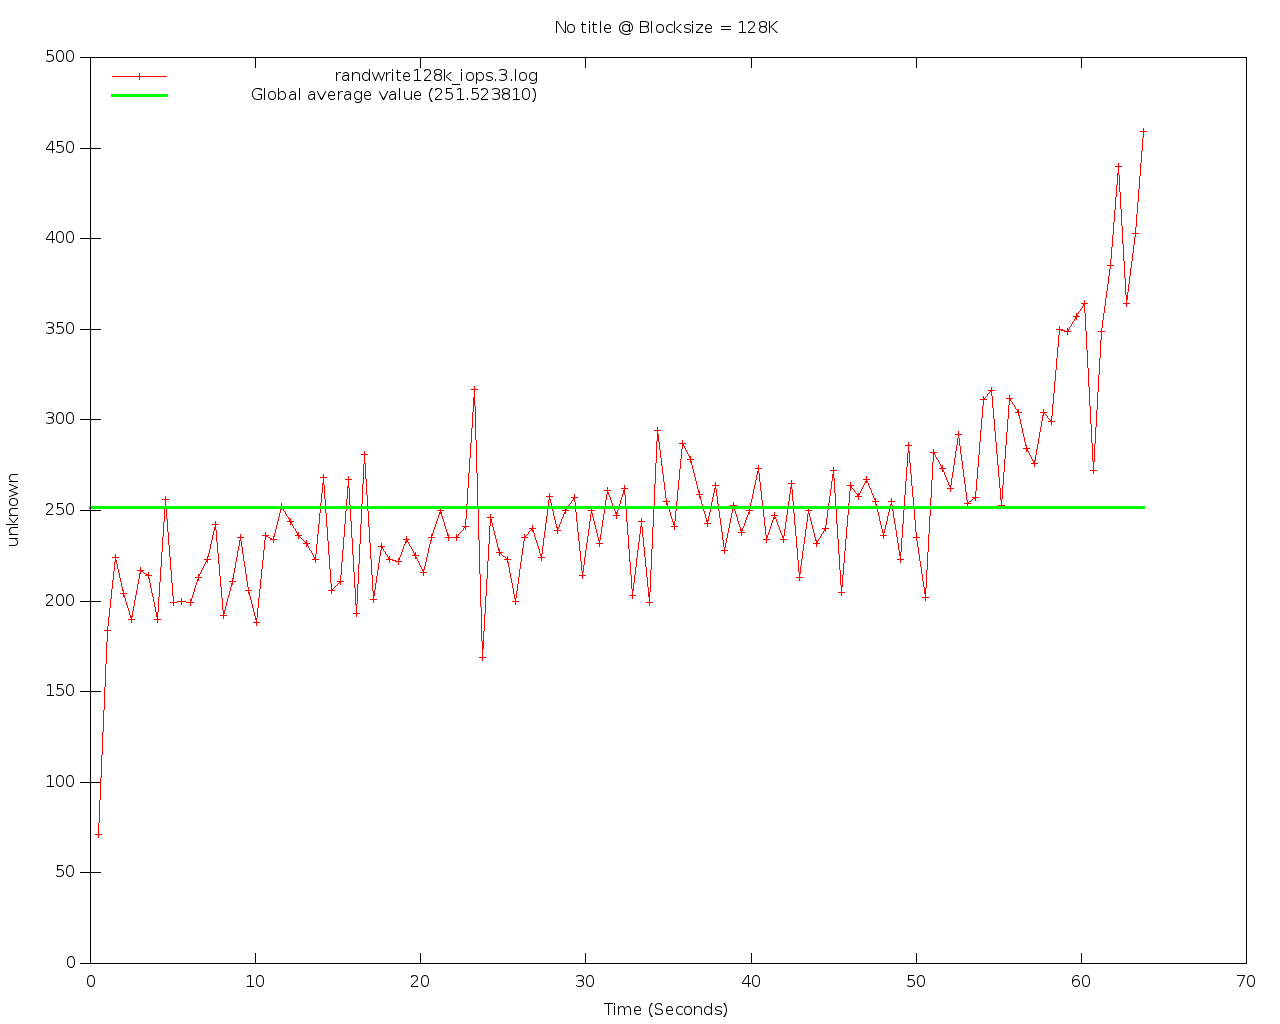 No title @ Blocksize = 128K
randwrite128k_iops.3.log
Global average value (251.523810)
500
450
400
350
300
250
200
150
100
50
0
unknown
0 10 20 30 40 50 60 70
Time (Seconds)